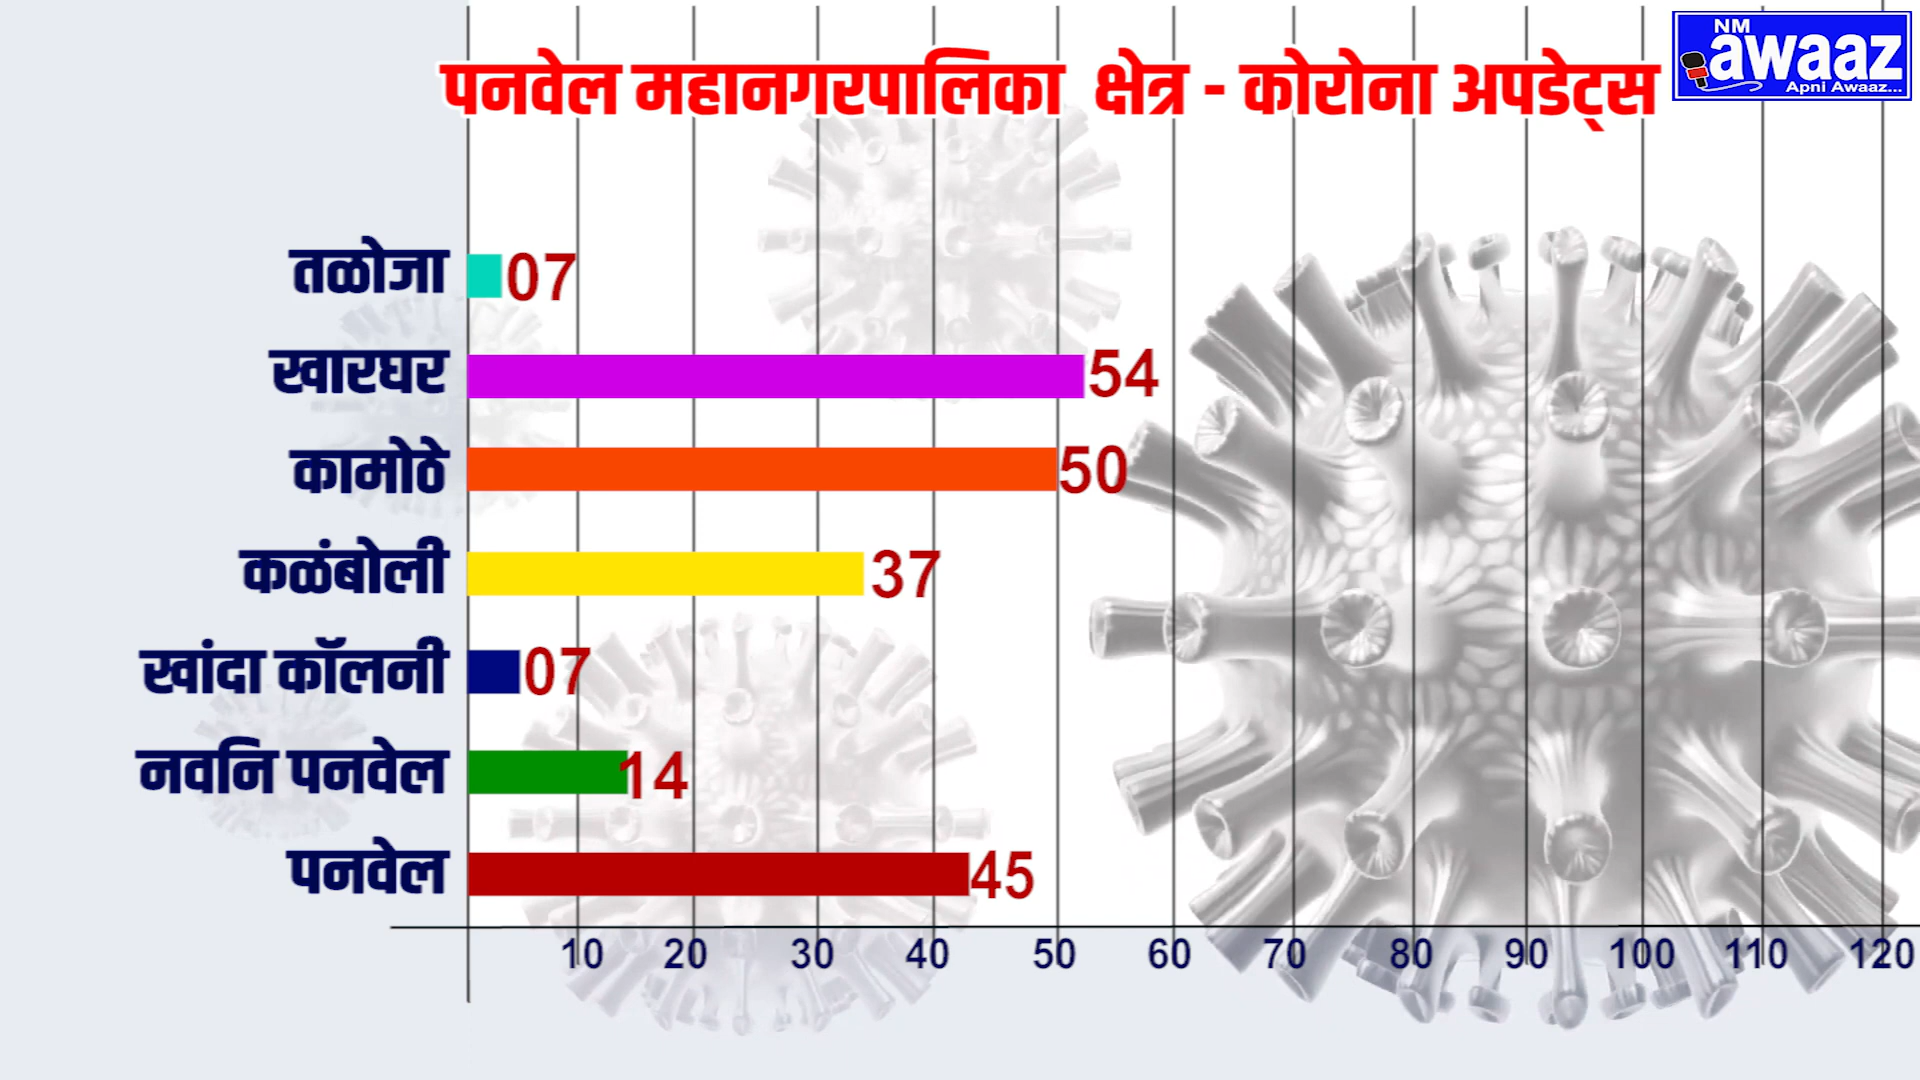 NM
awaaz
Apni Awaaz...
पनवेल महानगरपालिका क्षेत्र - कोरोना अपडेट्स
तळोजा 07
खारघर 54
कामोठे 50
कळंबोली 37
खांदा कॉलनी 07
नवनि पनवेल 14
पनवेल 45
10 20 30 40 50 60 70 80 90 100 110 120